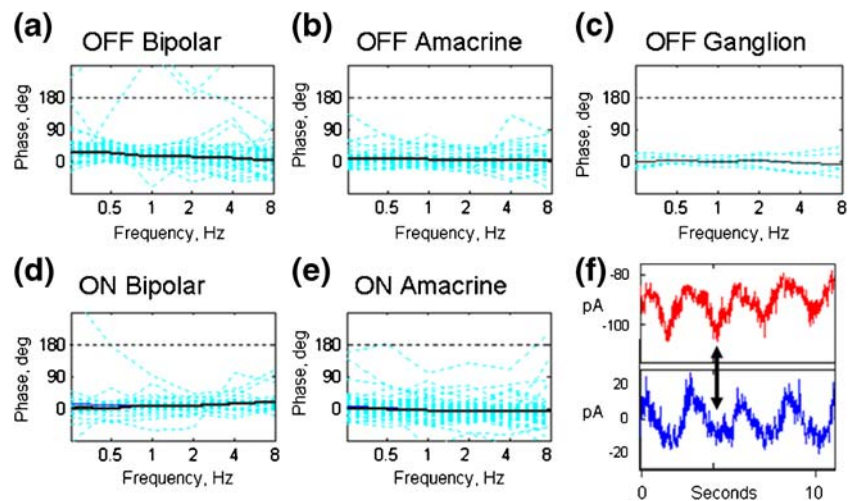 (a) OFF Bipolar
Phase, deg
180
90
0
0.5 1 2 4 8
Frequency, Hz
(b) OFF Amacrine
Phase, deg
180
90
0
0.5 1 2 4 8
Frequency, Hz
(c) OFF Ganglion
Phase, deg
180
90
0
0.5 1 2 4 8
Frequency, Hz
(d) ON Bipolar
Phase, deg
180
90
0
0.5 1 2 4 8
Frequency, Hz
(e) ON Amacrine
Phase, deg
180
90
0
0.5 1 2 4 8
Frequency, Hz
(f)
-80
pA
-100
20
pA 0
-20
0 Seconds 10